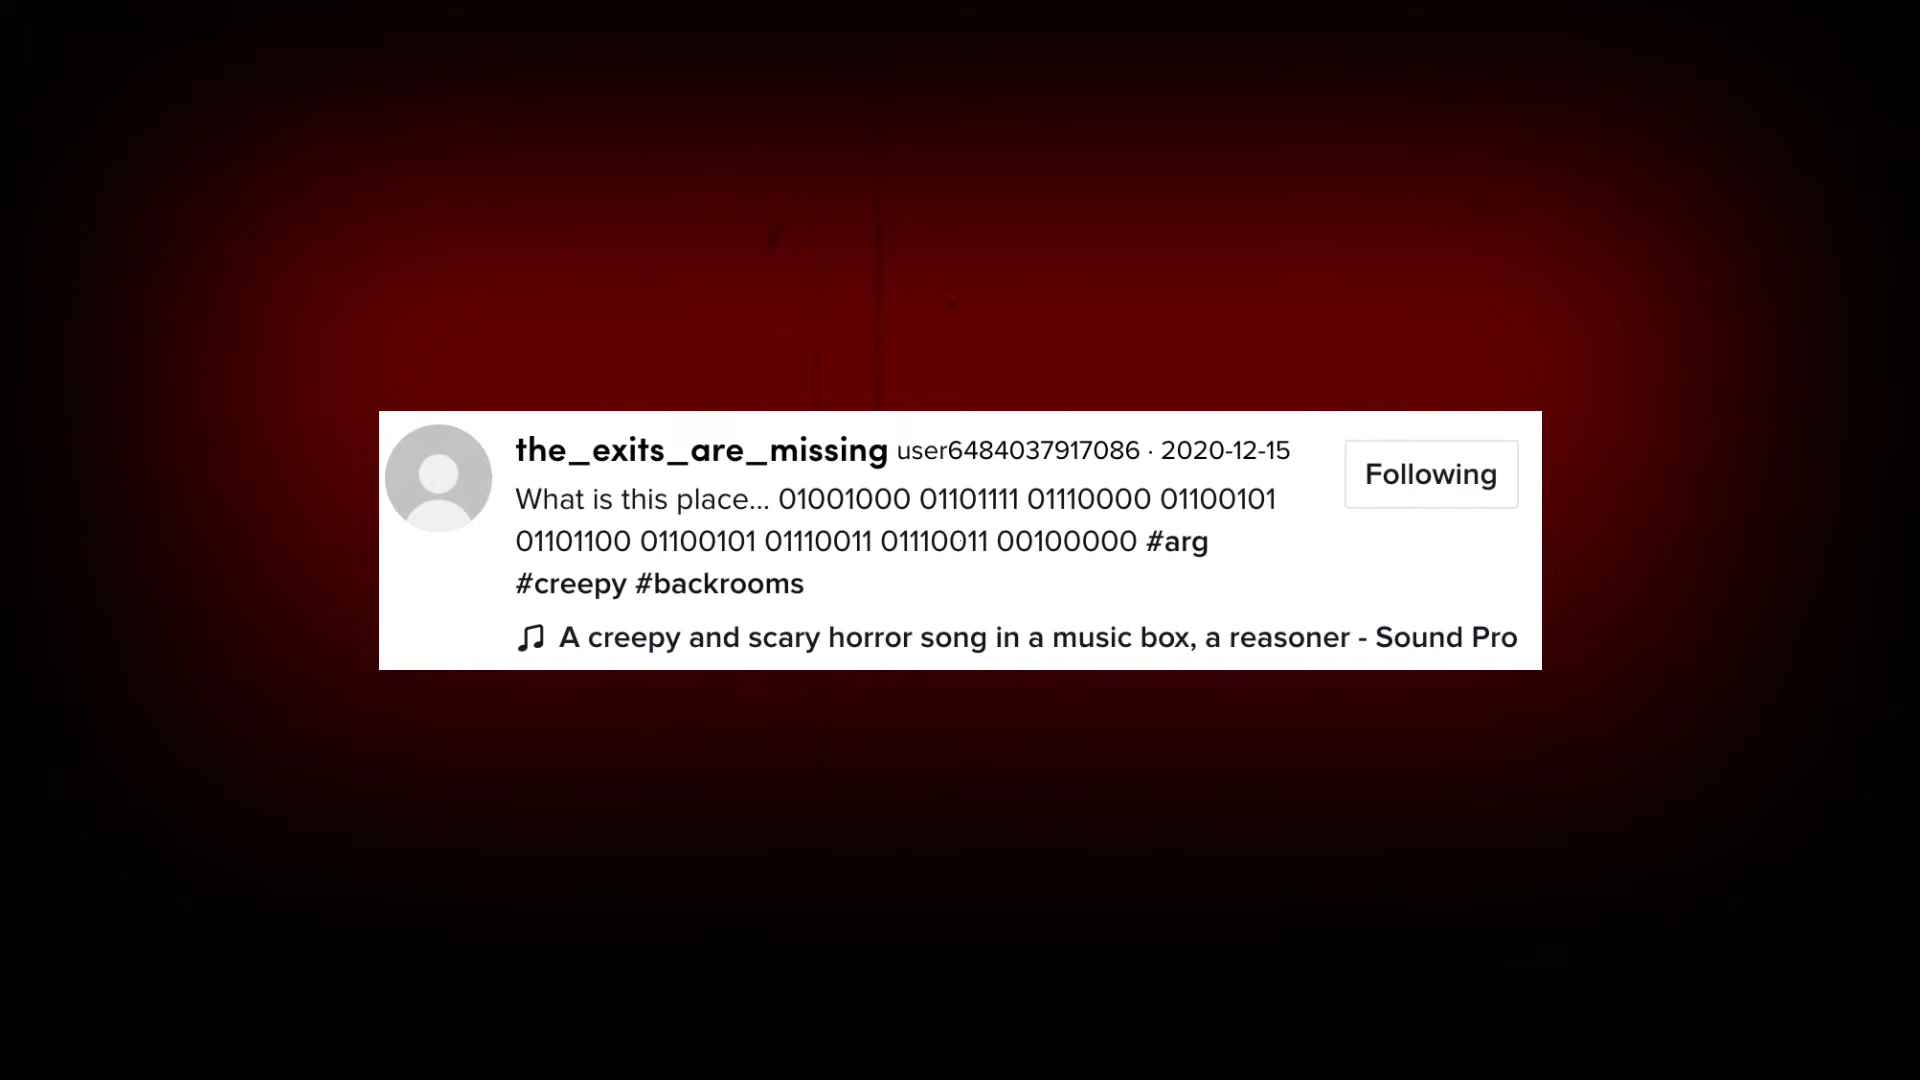 the_exits_are_missing user6484037917086 · 2020-12-15
Following
What is this place... 01001000 01101111 01110000 01100101
01101100 01100101 01110011 01110011 00100000 #arg
#creepy #backrooms
A creepy and scary horror song in a music box, a reasoner - Sound Pro